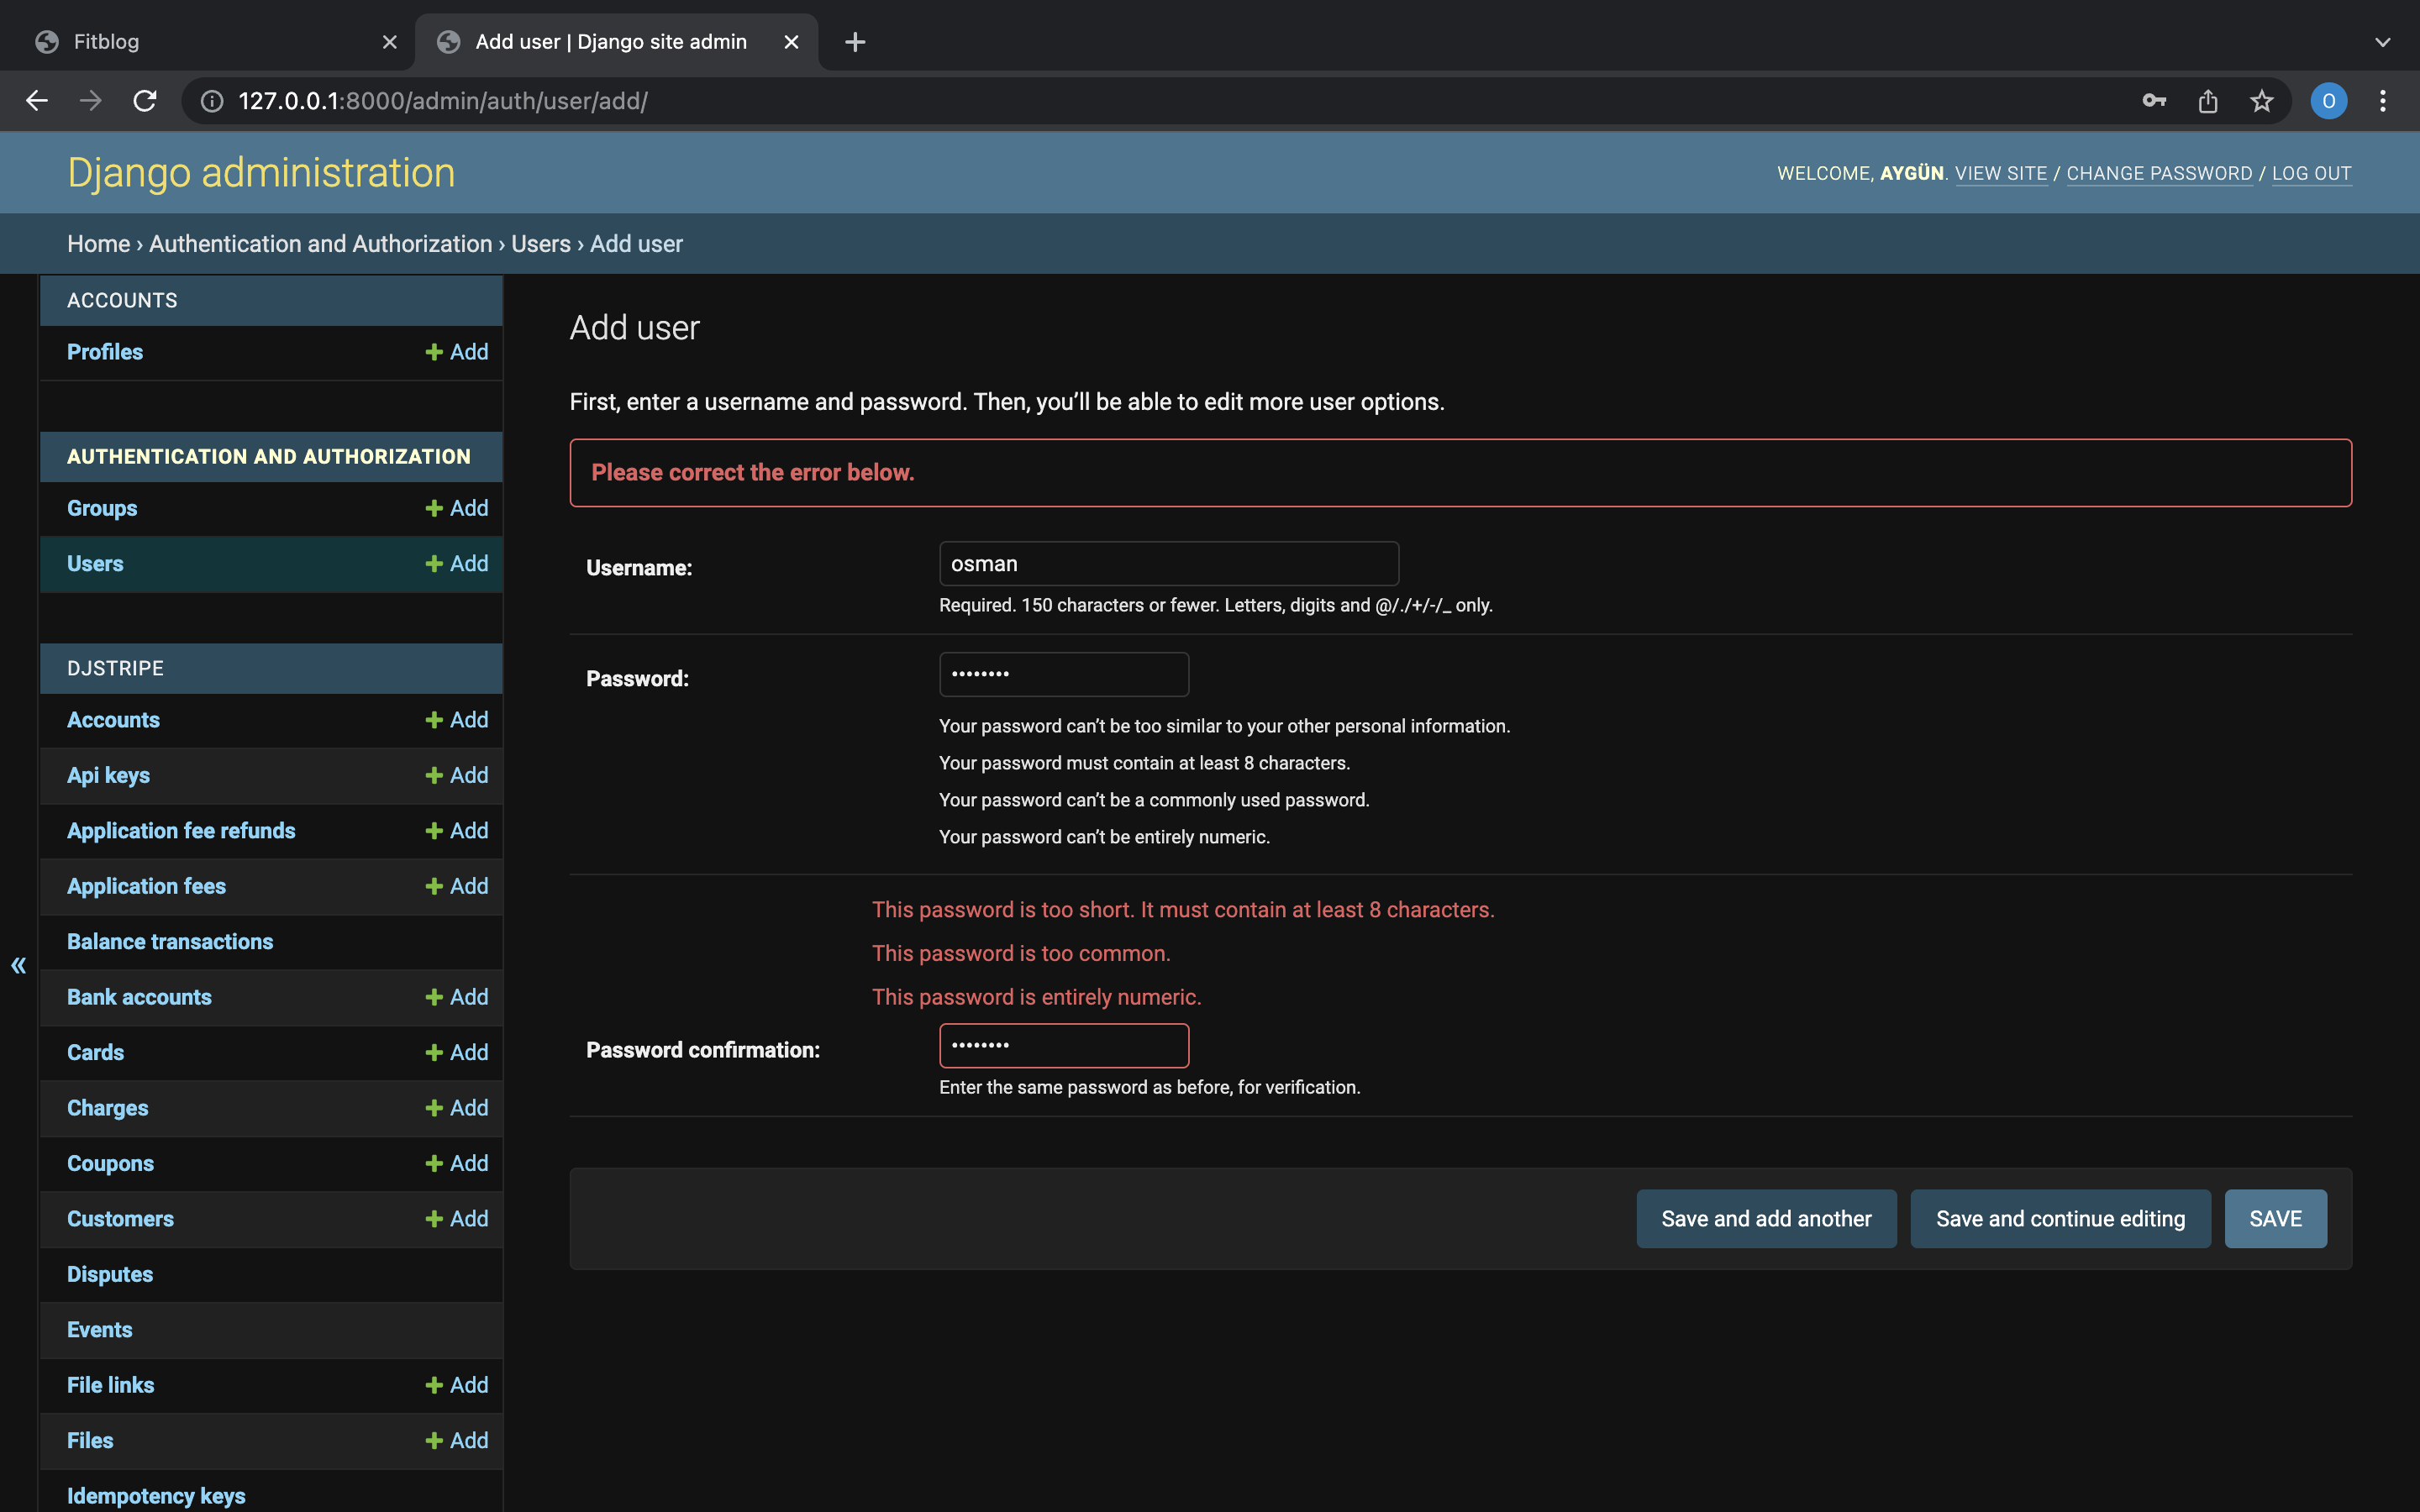 Fitblog
Add user | Django site admin
127.0.0.1:8000/admin/auth/user/add/
O
Django administration
WELCOME, AYGÜN. VIEW SITE / CHANGE PASSWORD / LOG OUT
Home › Authentication and Authorization › Users › Add user
ACCOUNTS
Profiles + Add
AUTHENTICATION AND AUTHORIZATION
Groups + Add
Users + Add
DJSTRIPE
Accounts + Add
Api keys + Add
Application fee refunds + Add
Application fees + Add
Balance transactions
Bank accounts + Add
Cards + Add
Charges + Add
Coupons + Add
Customers + Add
Disputes
Events
File links + Add
Files + Add
Idempotency keys
«
Add user
First, enter a username and password. Then, you’ll be able to edit more user options.
Please correct the error below.
Username: osman
Required. 150 characters or fewer. Letters, digits and @/./+/-/_ only.
Password: ••••••••
Your password can’t be too similar to your other personal information.
Your password must contain at least 8 characters.
Your password can’t be a commonly used password.
Your password can’t be entirely numeric.
This password is too short. It must contain at least 8 characters.
This password is too common.
This password is entirely numeric.
Password confirmation: ••••••••
Enter the same password as before, for verification.
Save and add another
Save and continue editing
SAVE